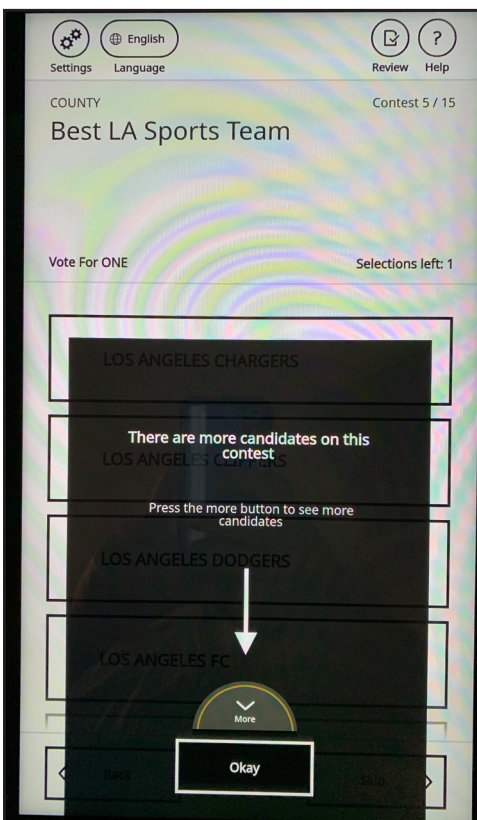 English
Settings Language Review ? Help
COUNTY Contest 5 / 15
Best LA Sports Team
Vote For ONE Selections left: 1
LOS ANGELES CHARGERS
There are more candidates on this
contest
LOS ANGELES CLIPPERS
Press the more button to see more
candidates
LOS ANGELES DODGERS
LOS ANGELES FC
More
Back Okay Skip